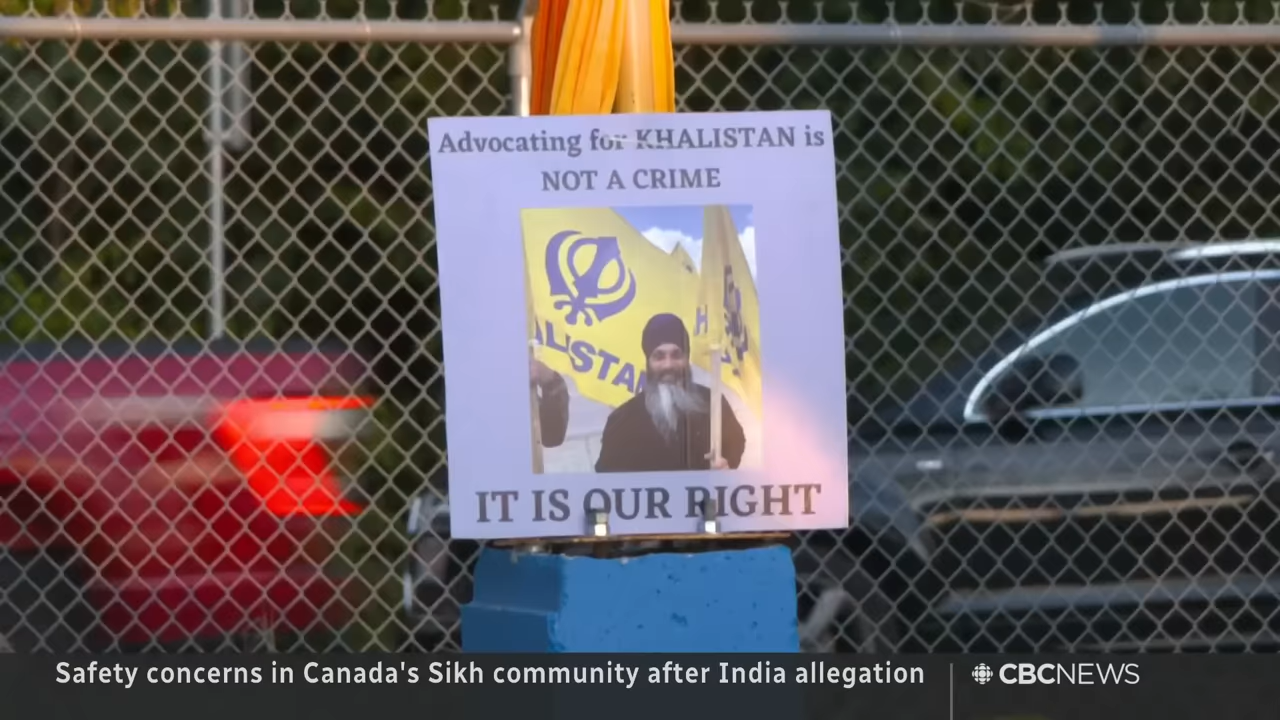 Advocating for KHALISTAN is
NOT A CRIME
ALISTAN
IT IS OUR RIGHT
Safety concerns in Canada's Sikh community after India allegation
CBCNEWS